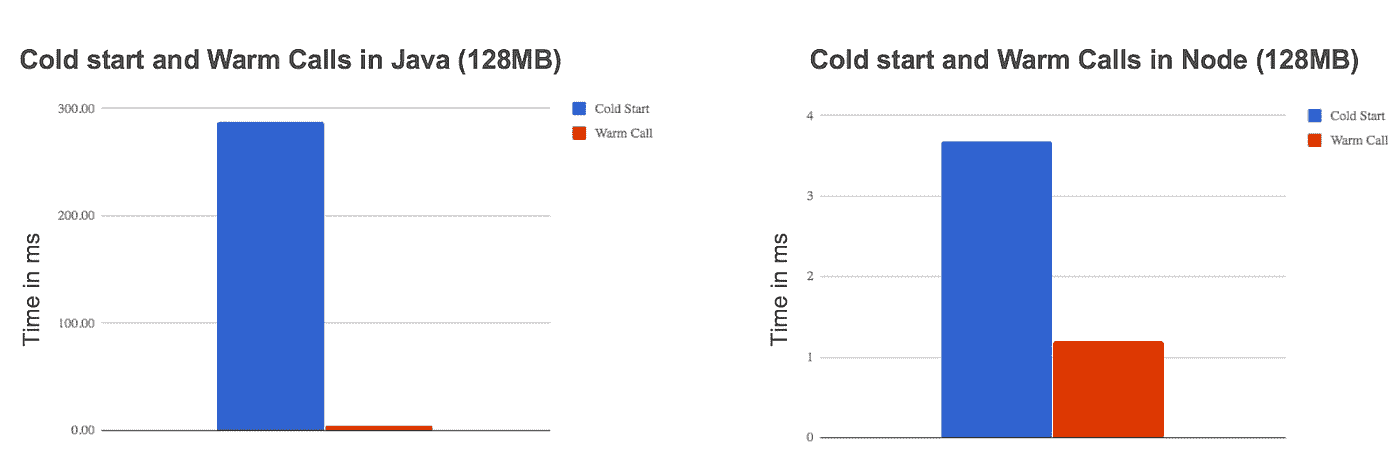 Cold start and Warm Calls in Java (128MB)
300.00
200.00
100.00
0.00
Time in ms
Cold Start
Warm Call
Cold start and Warm Calls in Node (128MB)
4
3
2
1
0
Time in ms
Cold Start
Warm Call